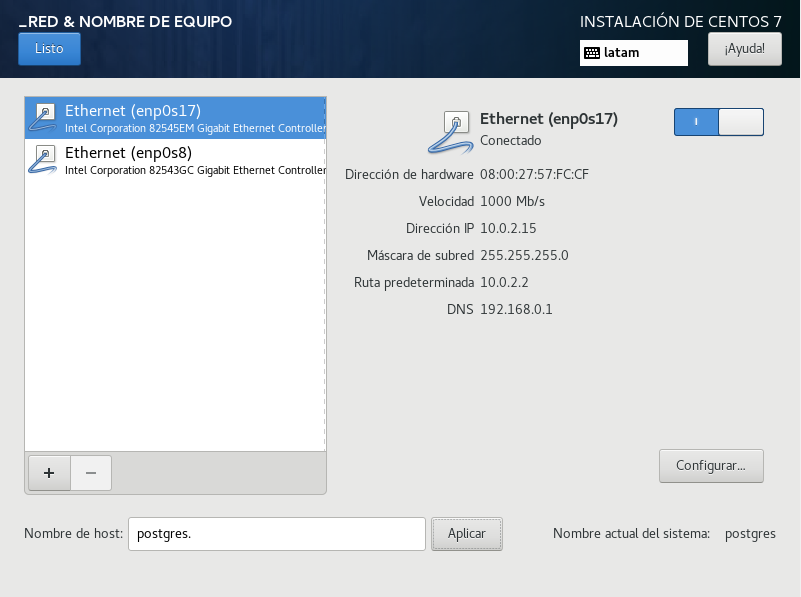 _RED & NOMBRE DE EQUIPO
INSTALACIÓN DE CENTOS 7
Listo
latam
¡Ayuda!
Ethernet (enp0s17)
Intel Corporation 82545EM Gigabit Ethernet Controller
Ethernet (enp0s8)
Intel Corporation 82543GC Gigabit Ethernet Controller
Ethernet (enp0s17)
Conectado
Dirección de hardware 08:00:27:57:FC:CF
Velocidad 1000 Mb/s
Dirección IP 10.0.2.15
Máscara de subred 255.255.255.0
Ruta predeterminada 10.0.2.2
DNS 192.168.0.1
+ −
Configurar...
Nombre de host: postgres. Aplicar Nombre actual del sistema: postgres